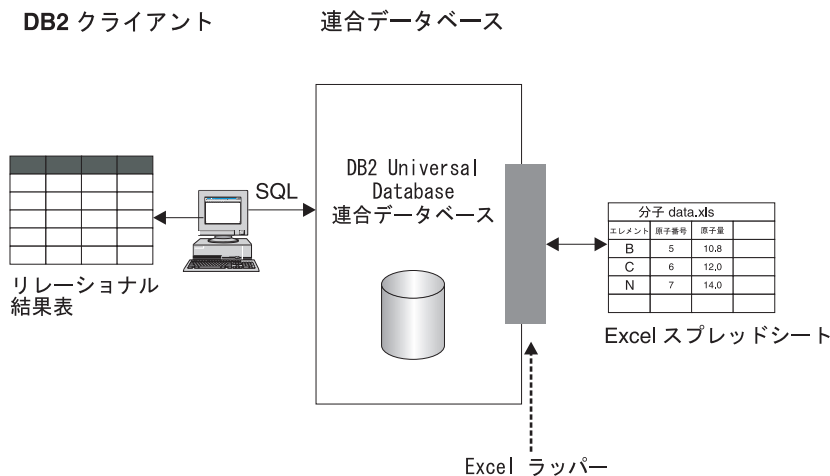 DB2 クライアント
連合データベース
DB2 Universal
Database
連合データベース
SQL
リレーショナル
結果表
分子 data.xls
エレメント 原子番号 原子量
B 5 10.8
C 6 12.0
N 7 14.0
Excel スプレッドシート
Excel ラッパー